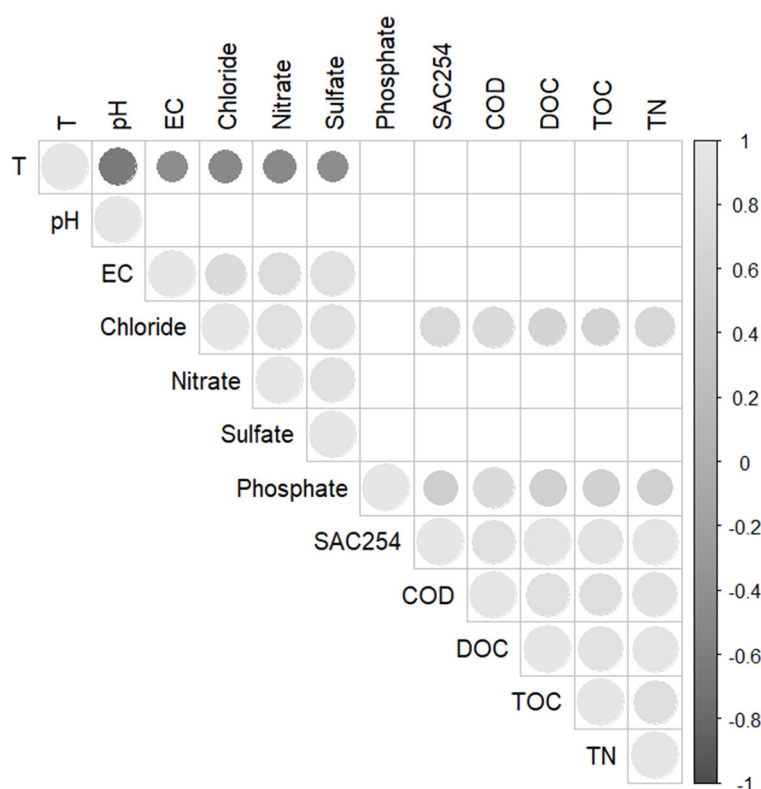 T
pH
EC
Chloride
Nitrate
Sulfate
Phosphate
SAC254
COD
DOC
TOC
TN
T
pH
EC
Chloride
Nitrate
Sulfate
Phosphate
SAC254
COD
DOC
TOC
TN
1
0.8
0.6
0.4
0.2
0
-0.2
-0.4
-0.6
-0.8
-1